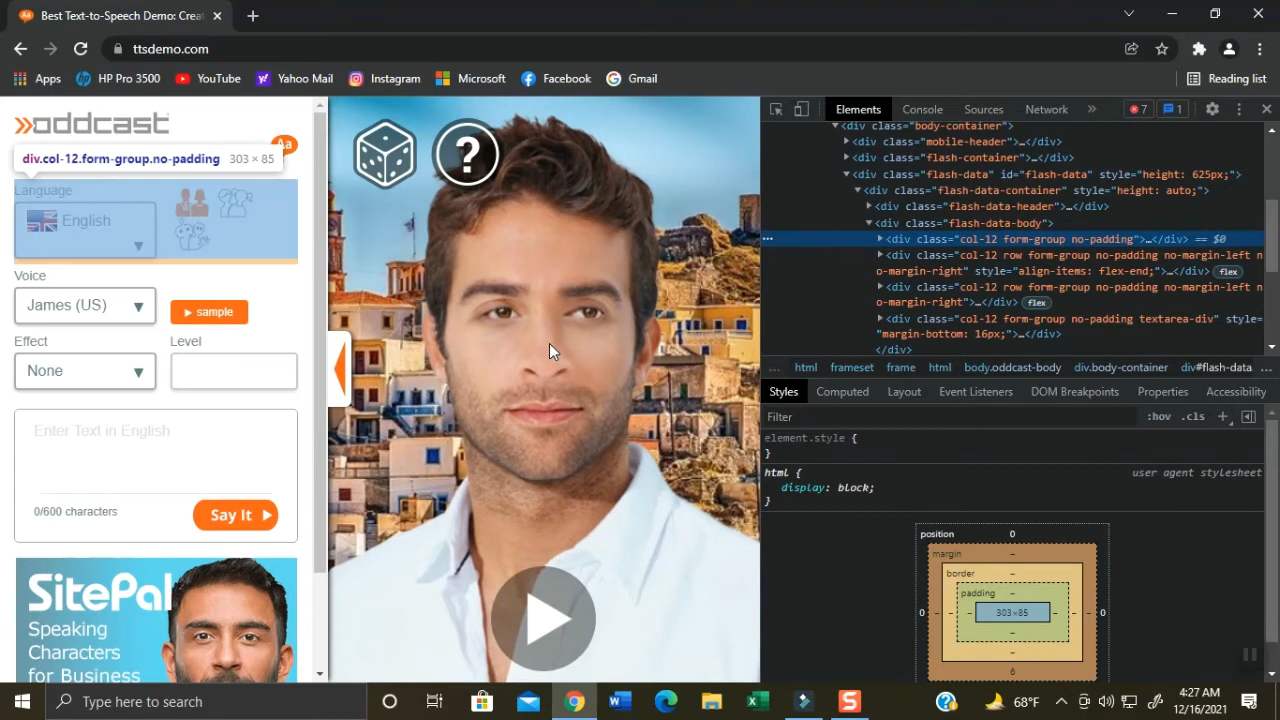 Best Text-to-Speech Demo: Crea
ttsdemo.com
Apps
HP Pro 3500
YouTube
Yahoo Mail
Instagram
Microsoft
Facebook
Gmail
Reading list
oddcast
Aa
div.col-12.form-group.no-padding 303 × 85
Language
English
Voice
James (US)
sample
Effect
Level
None
Enter Text in English
0/600 characters
Say It
SitePal
Speaking
Characters
for Business
?
Elements
Console
Sources
Network
»
7
1
<div class="body-container">
<div class="mobile-header">…</div>
<div class="flash-container">…</div>
<div class="flash-data" id="flash-data" style="height: 625px;">
<div class="flash-data-container" style="height: auto;">
<div class="flash-data-header">…</div>
<div class="flash-data-body">
<div class="col-12 form-group no-padding">…</div> == $0
<div class="col-12 row form-group no-padding no-margin-left n
o-margin-right" style="align-items: flex-end;">…</div> flex
<div class="col-12 row form-group no-padding no-margin-left n
o-margin-right">…</div> flex
<div class="col-12 form-group no-padding textarea-div" style=
"margin-bottom: 16px;">…</div>
</div>
... html frameset frame html body.oddcast-body div.body-container div#flash-data ...
Styles
Computed
Layout
Event Listeners
DOM Breakpoints
Properties
Accessibility
Filter
:hov .cls +
element.style {
}
html {
user agent stylesheet
display: block;
}
position 0
margin –
border –
padding –
0 – – – 303×85 – – – 0
–
–
6
Type here to search
68°F
4:27 AM
12/16/2021